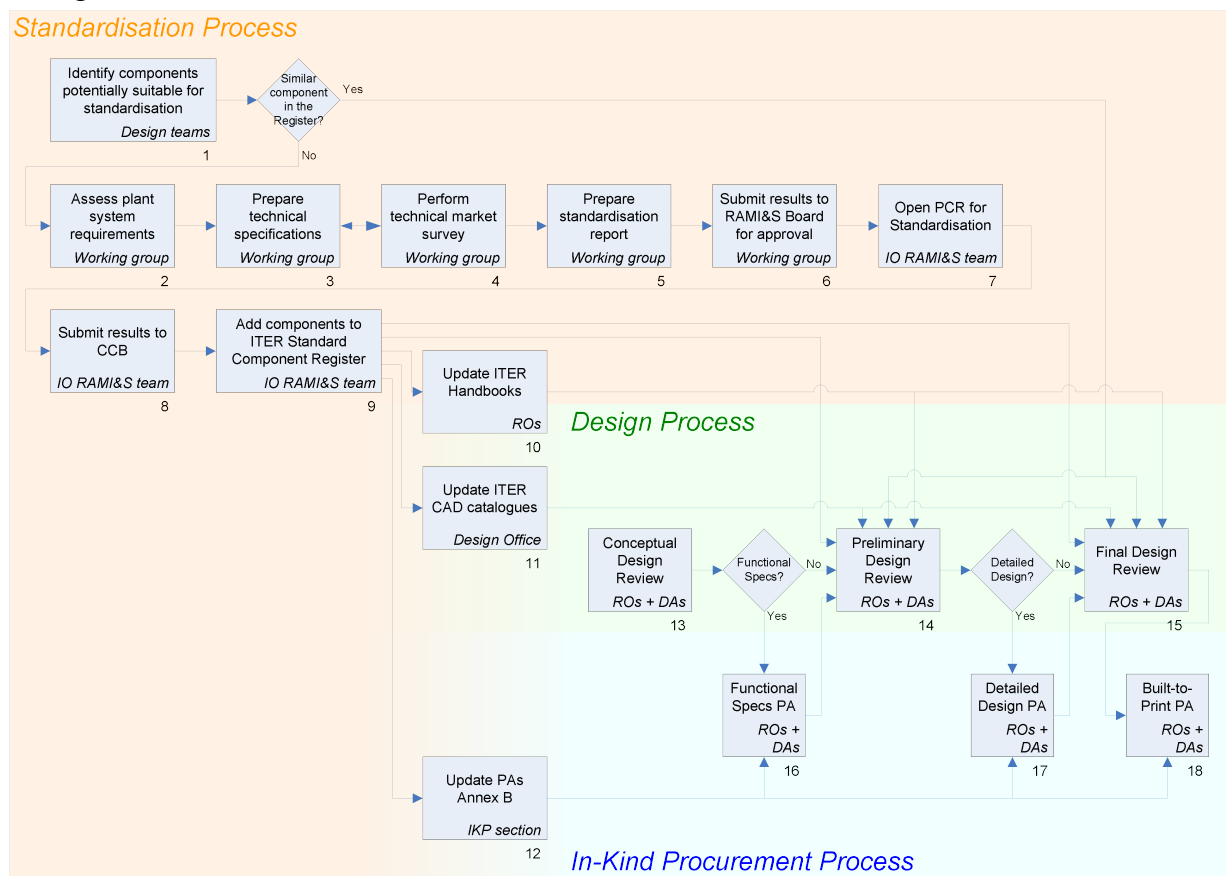 Standardisation Process
Identify components
potentially suitable for
standardisation
Design teams
1
Similar
component
in the
Register?
Yes
No
Assess plant
system
requirements
Working group
2
Prepare
technical
specifications
Working group
3
Perform
technical market
survey
Working group
4
Prepare
standardisation
report
Working group
5
Submit results to
RAMI&S Board
for approval
Working group
6
Open PCR for
Standardisation
IO RAMI&S team
7
Submit results to
CCB
IO RAMI&S team
8
Add components to
ITER Standard
Component Register
IO RAMI&S team
9
Update ITER
Handbooks
ROs
10
Design Process
Update ITER
CAD catalogues
Design Office
11
Conceptual
Design
Review
ROs + DAs
13
Functional
Specs?
No
Yes
Preliminary
Design
Review
ROs + DAs
14
Detailed
Design?
No
Yes
Final Design
Review
ROs + DAs
15
Functional
Specs PA
ROs +
DAs
16
Detailed
Design PA
ROs +
DAs
17
Built-to-
Print PA
ROs +
DAs
18
Update PAs
Annex B
IKP section
12
In-Kind Procurement Process